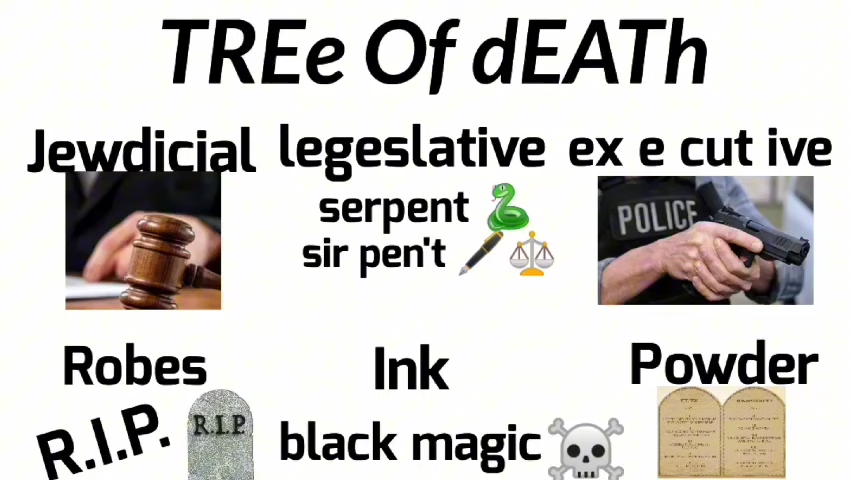 TREe Of dEATh
Jewdicial legeslative ex e cut ive
serpent
sir pen't
POLICE
Robes Ink Powder
R.I.P. R.I.P.
black magic